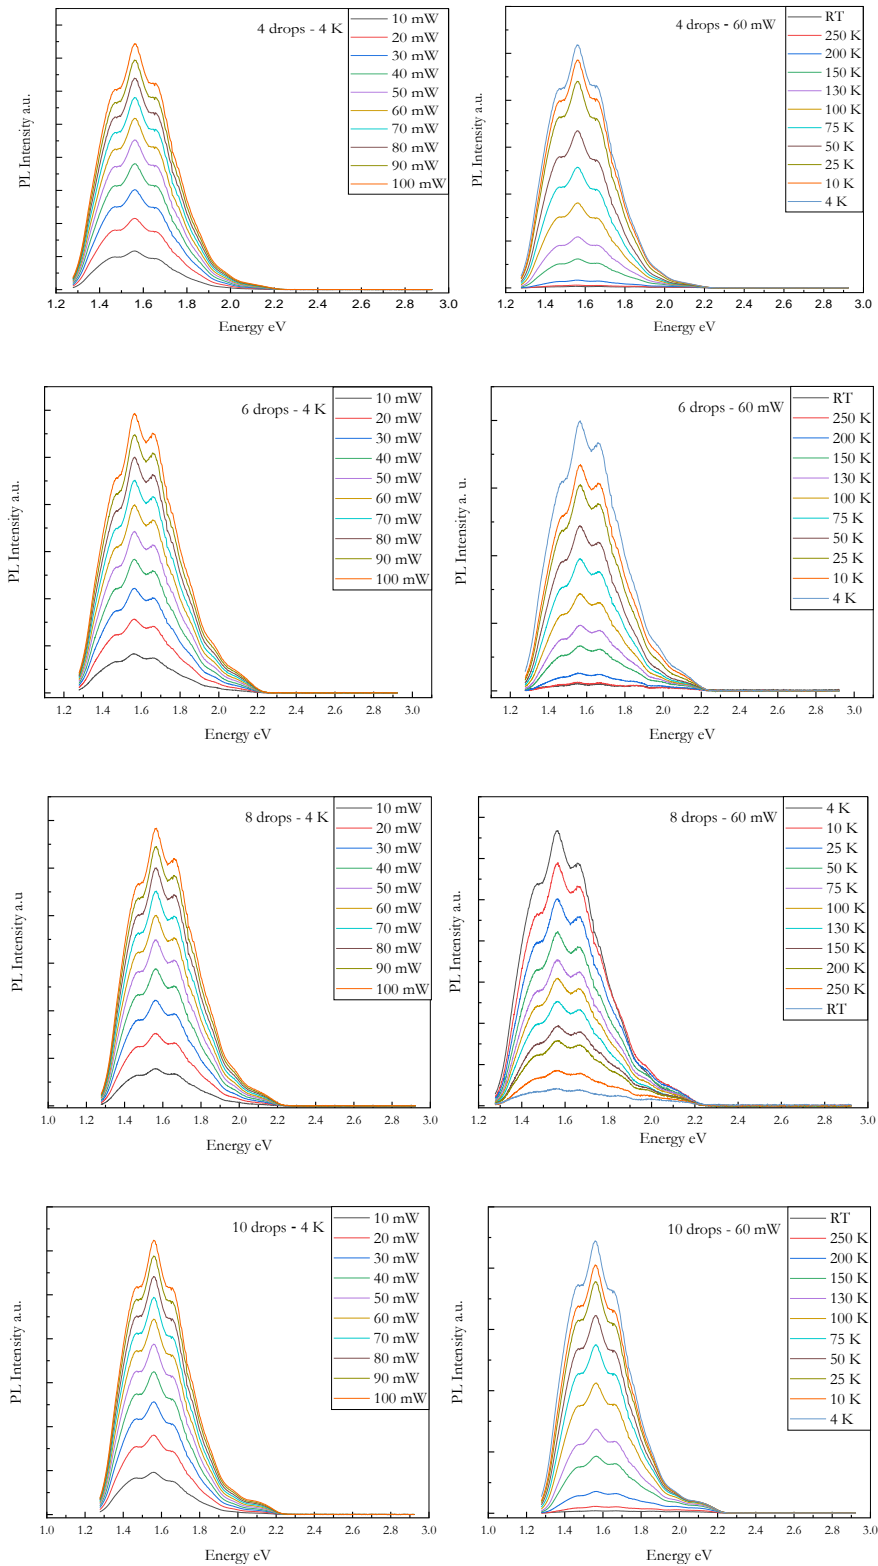 4 drops - 4 K
10 mW
20 mW
30 mW
40 mW
50 mW
60 mW
70 mW
80 mW
90 mW
100 mW
PL Intensity a.u.
1.2 1.4 1.6 1.8 2.0 2.2 2.4 2.6 2.8 3.0
Energy eV
4 drops - 60 mW
RT
250 K
200 K
150 K
130 K
100 K
75 K
50 K
25 K
10 K
4 K
PL Intensity a.u.
1.2 1.4 1.6 1.8 2.0 2.2 2.4 2.6 2.8 3.0
Energy eV
6 drops - 4 K
10 mW
20 mW
30 mW
40 mW
50 mW
60 mW
70 mW
80 mW
90 mW
100 mW
PL Intensity a.u.
1.2 1.4 1.6 1.8 2.0 2.2 2.4 2.6 2.8 3.0
Energy eV
6 drops - 60 mW
RT
250 K
200 K
150 K
130 K
100 K
75 K
50 K
25 K
10 K
4 K
PL Intensity a. u.
1.2 1.4 1.6 1.8 2.0 2.2 2.4 2.6 2.8 3.0
Energy eV
8 drops - 4 K
10 mW
20 mW
30 mW
40 mW
50 mW
60 mW
70 mW
80 mW
90 mW
100 mW
PL Intensity a.u
1.0 1.2 1.4 1.6 1.8 2.0 2.2 2.4 2.6 2.8 3.0
Energy eV
8 drops - 60 mW
4 K
10 K
25 K
50 K
75 K
100 K
130 K
150 K
200 K
250 K
RT
PL Intensity a.u.
1.2 1.4 1.6 1.8 2.0 2.2 2.4 2.6 2.8 3.0
Energy eV
10 drops - 4 K
10 mW
20 mW
30 mW
40 mW
50 mW
60 mW
70 mW
80 mW
90 mW
100 mW
PL Intensity a.u.
1.0 1.2 1.4 1.6 1.8 2.0 2.2 2.4 2.6 2.8 3.0
Energy eV
10 drops - 60 mW
RT
250 K
200 K
150 K
130 K
100 K
75 K
50 K
25 K
10 K
4 K
PL Intensity a.u.
1.0 1.2 1.4 1.6 1.8 2.0 2.2 2.4 2.6 2.8 3.0
Energy eV